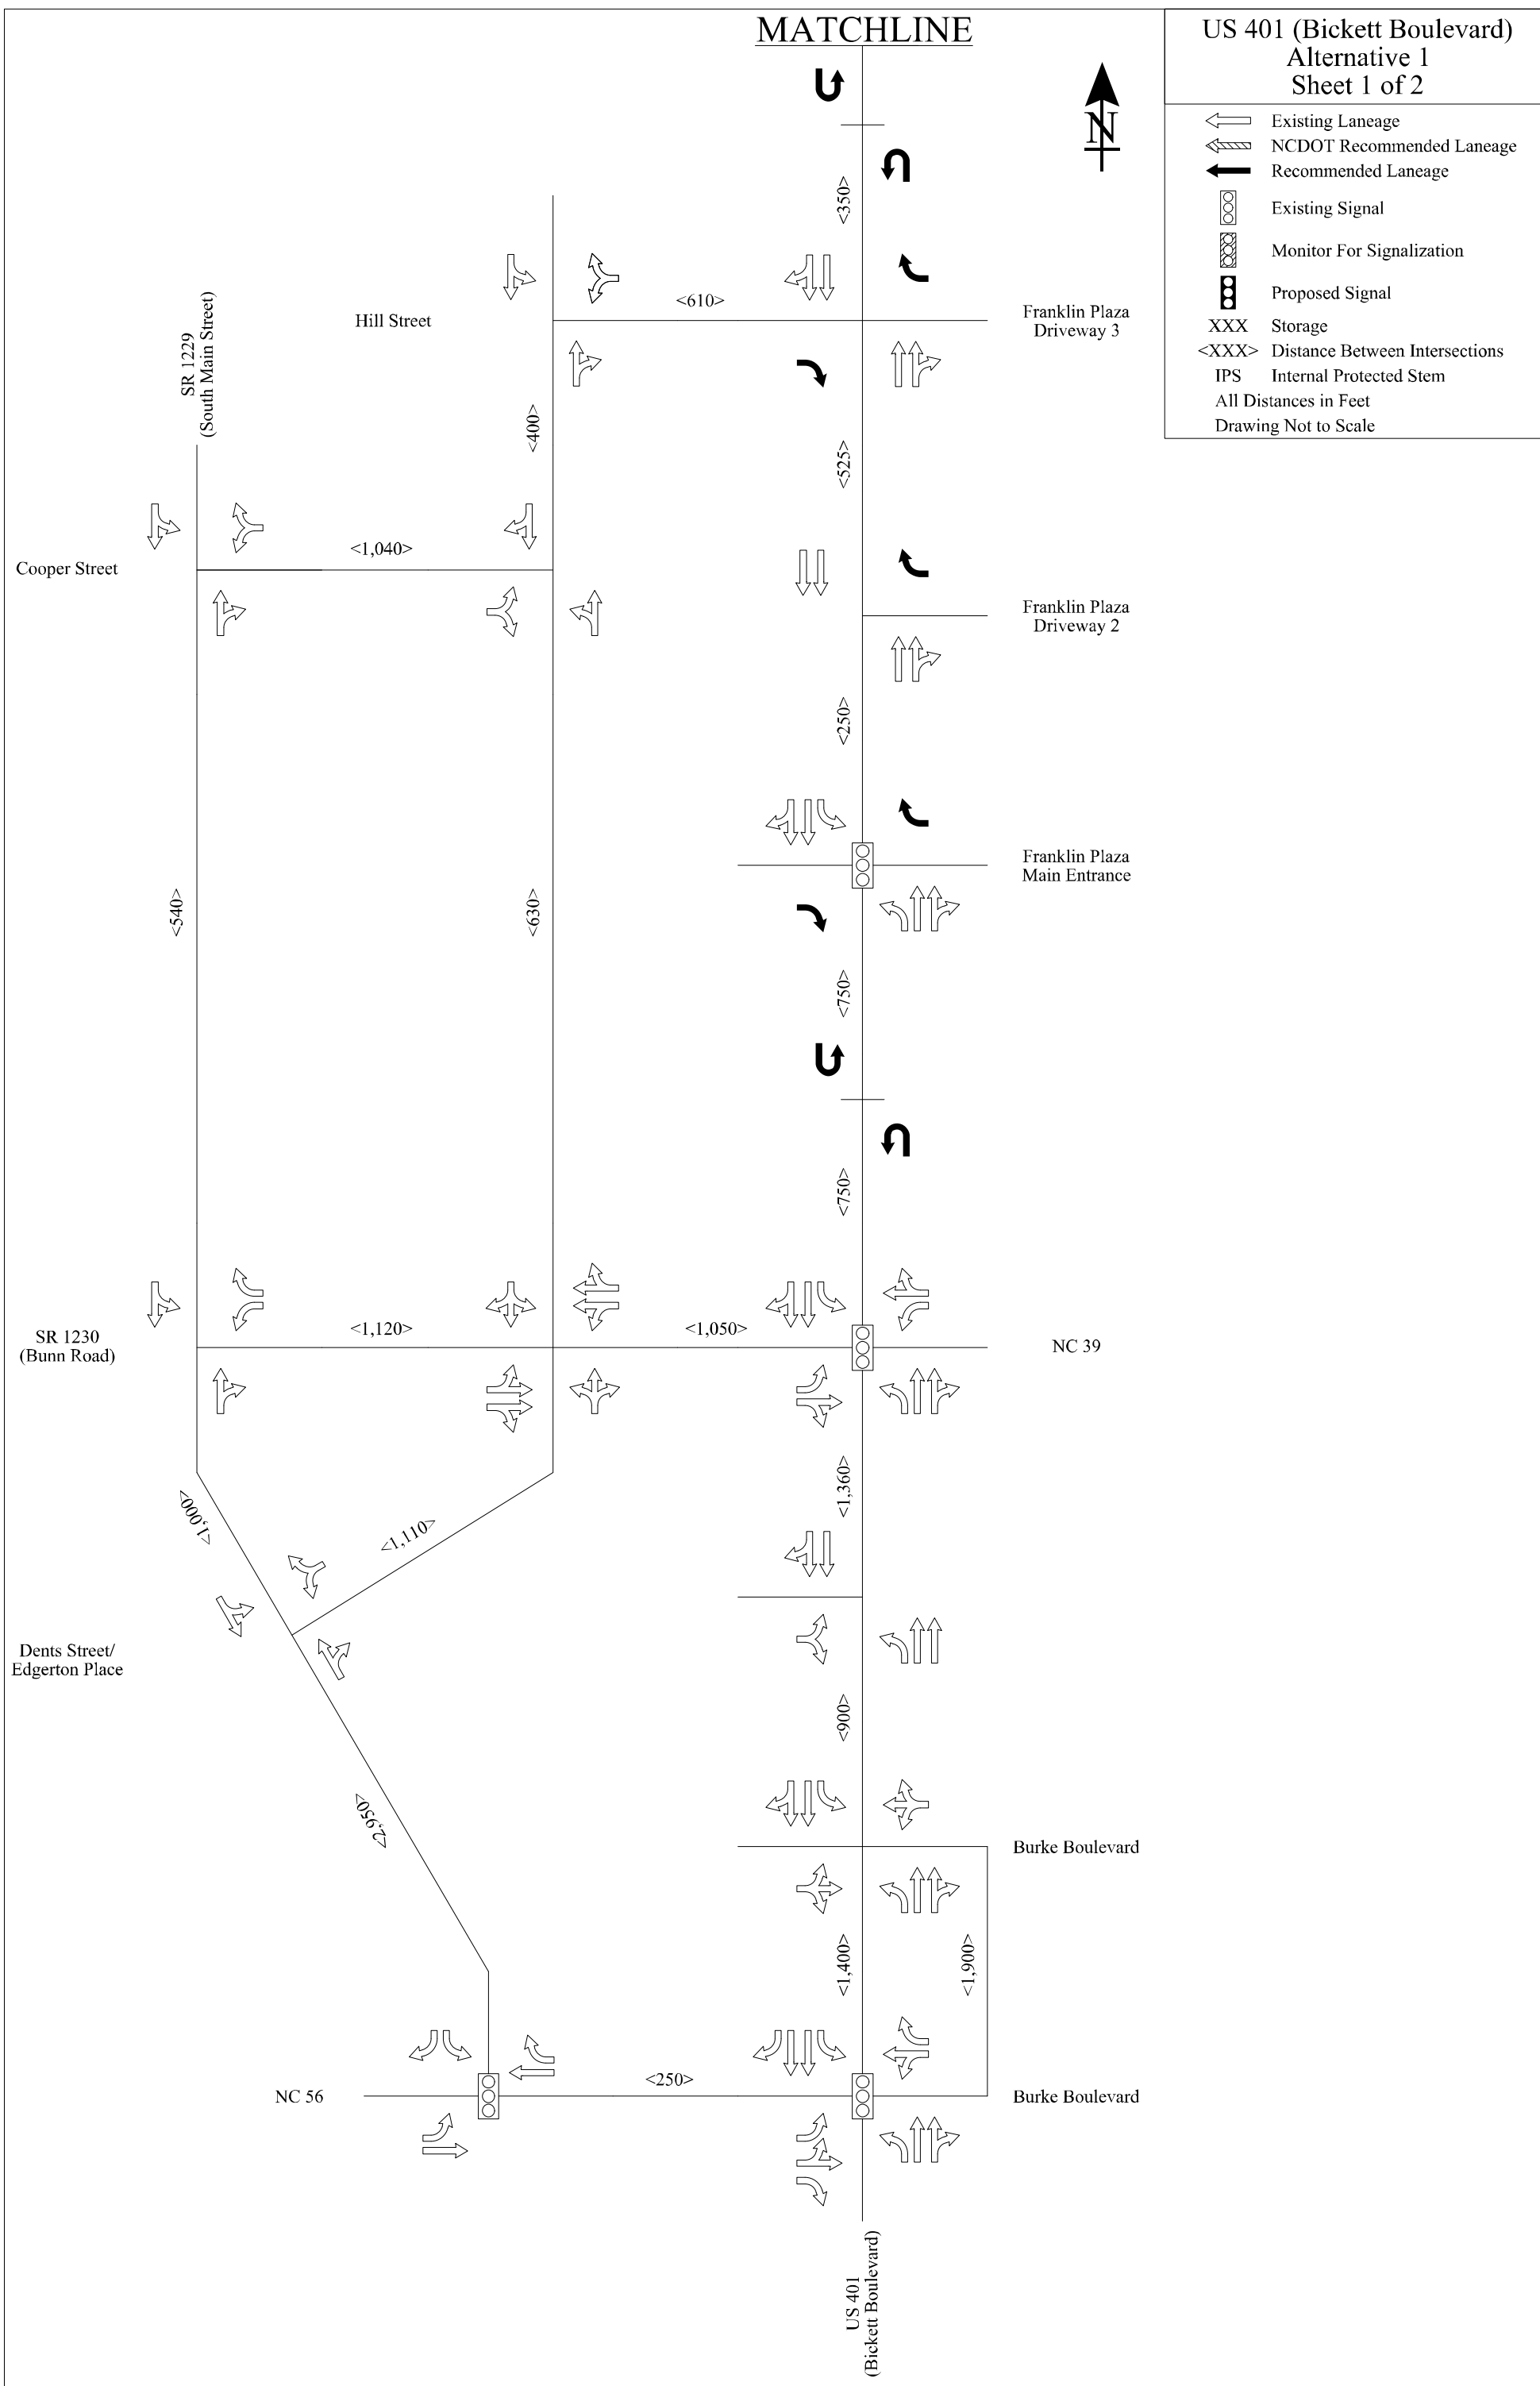 MATCHLINE
US 401 (Bickett Boulevard)
Alternative 1
Sheet 1 of 2
N
Existing Laneage
NCDOT Recommended Laneage
Recommended Laneage
Existing Signal
Monitor For Signalization
Proposed Signal
XXX Storage
<XXX> Distance Between Intersections
IPS Internal Protected Stem
All Distances in Feet
Drawing Not to Scale
<350>
SR 1229
(South Main Street)
Hill Street
<610>
Franklin Plaza
Driveway 3
<400>
<525>
Cooper Street
<1,040>
Franklin Plaza
Driveway 2
<250>
Franklin Plaza
Main Entrance
<540>
<630>
<750>
<750>
SR 1230
(Bunn Road)
<1,120>
<1,050>
NC 39
<1,360>
<1,000>
<1,110>
Dents Street/
Edgerton Place
<900>
<2,950>
Burke Boulevard
<1,400>
<1,900>
NC 56
<250>
Burke Boulevard
US 401
(Bickett Boulevard)